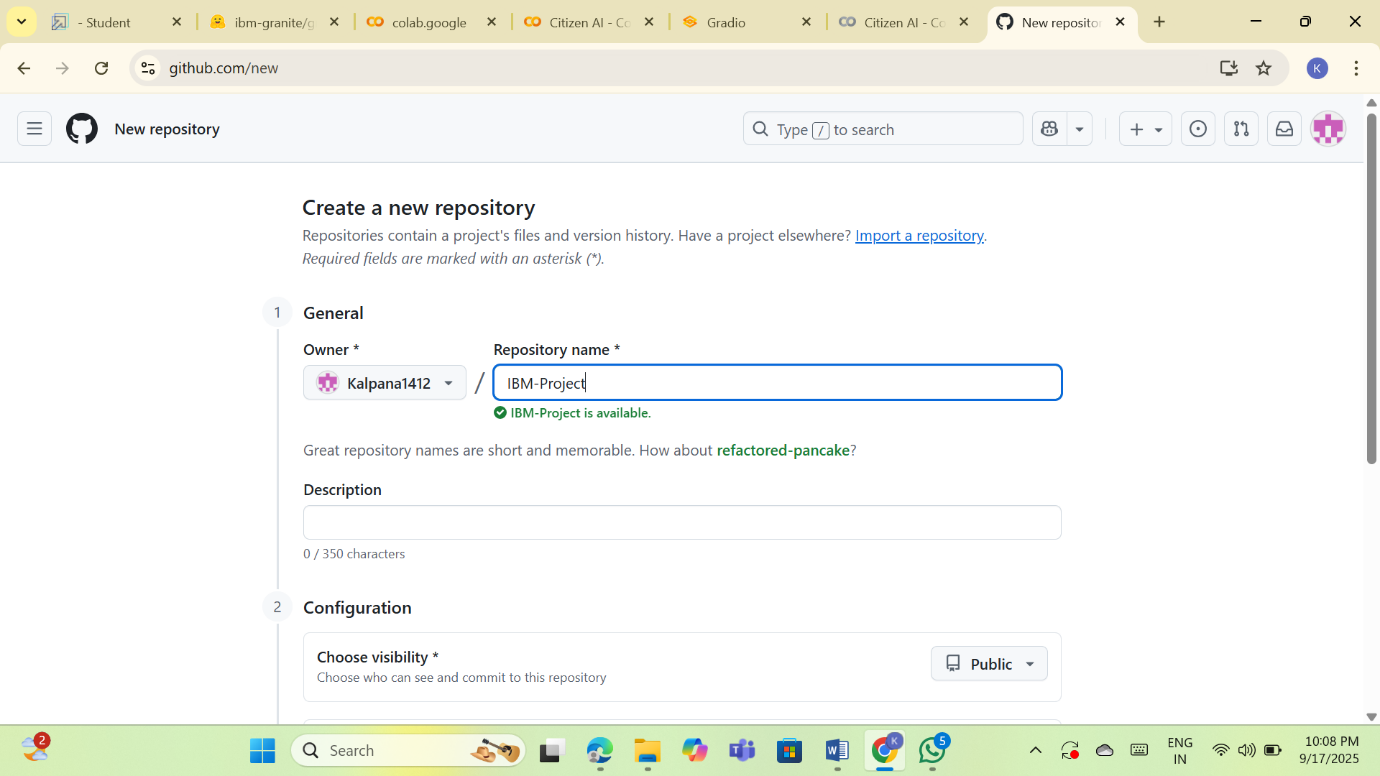 - Student
ibm-granite/g
colab.google
Citizen AI - Co
Gradio
Citizen AI - Co
New repositor
github.com/new
K
New repository
Type / to search
Create a new repository
Repositories contain a project's files and version history. Have a project elsewhere? Import a repository.
Required fields are marked with an asterisk (*).
1
General
Owner *
Repository name *
Kalpana1412
/
IBM-Project
IBM-Project is available.
Great repository names are short and memorable. How about refactored-pancake?
Description
0 / 350 characters
2
Configuration
Choose visibility *
Choose who can see and commit to this repository
Public
2
Search
K
5
ENG
IN
10:08 PM
9/17/2025